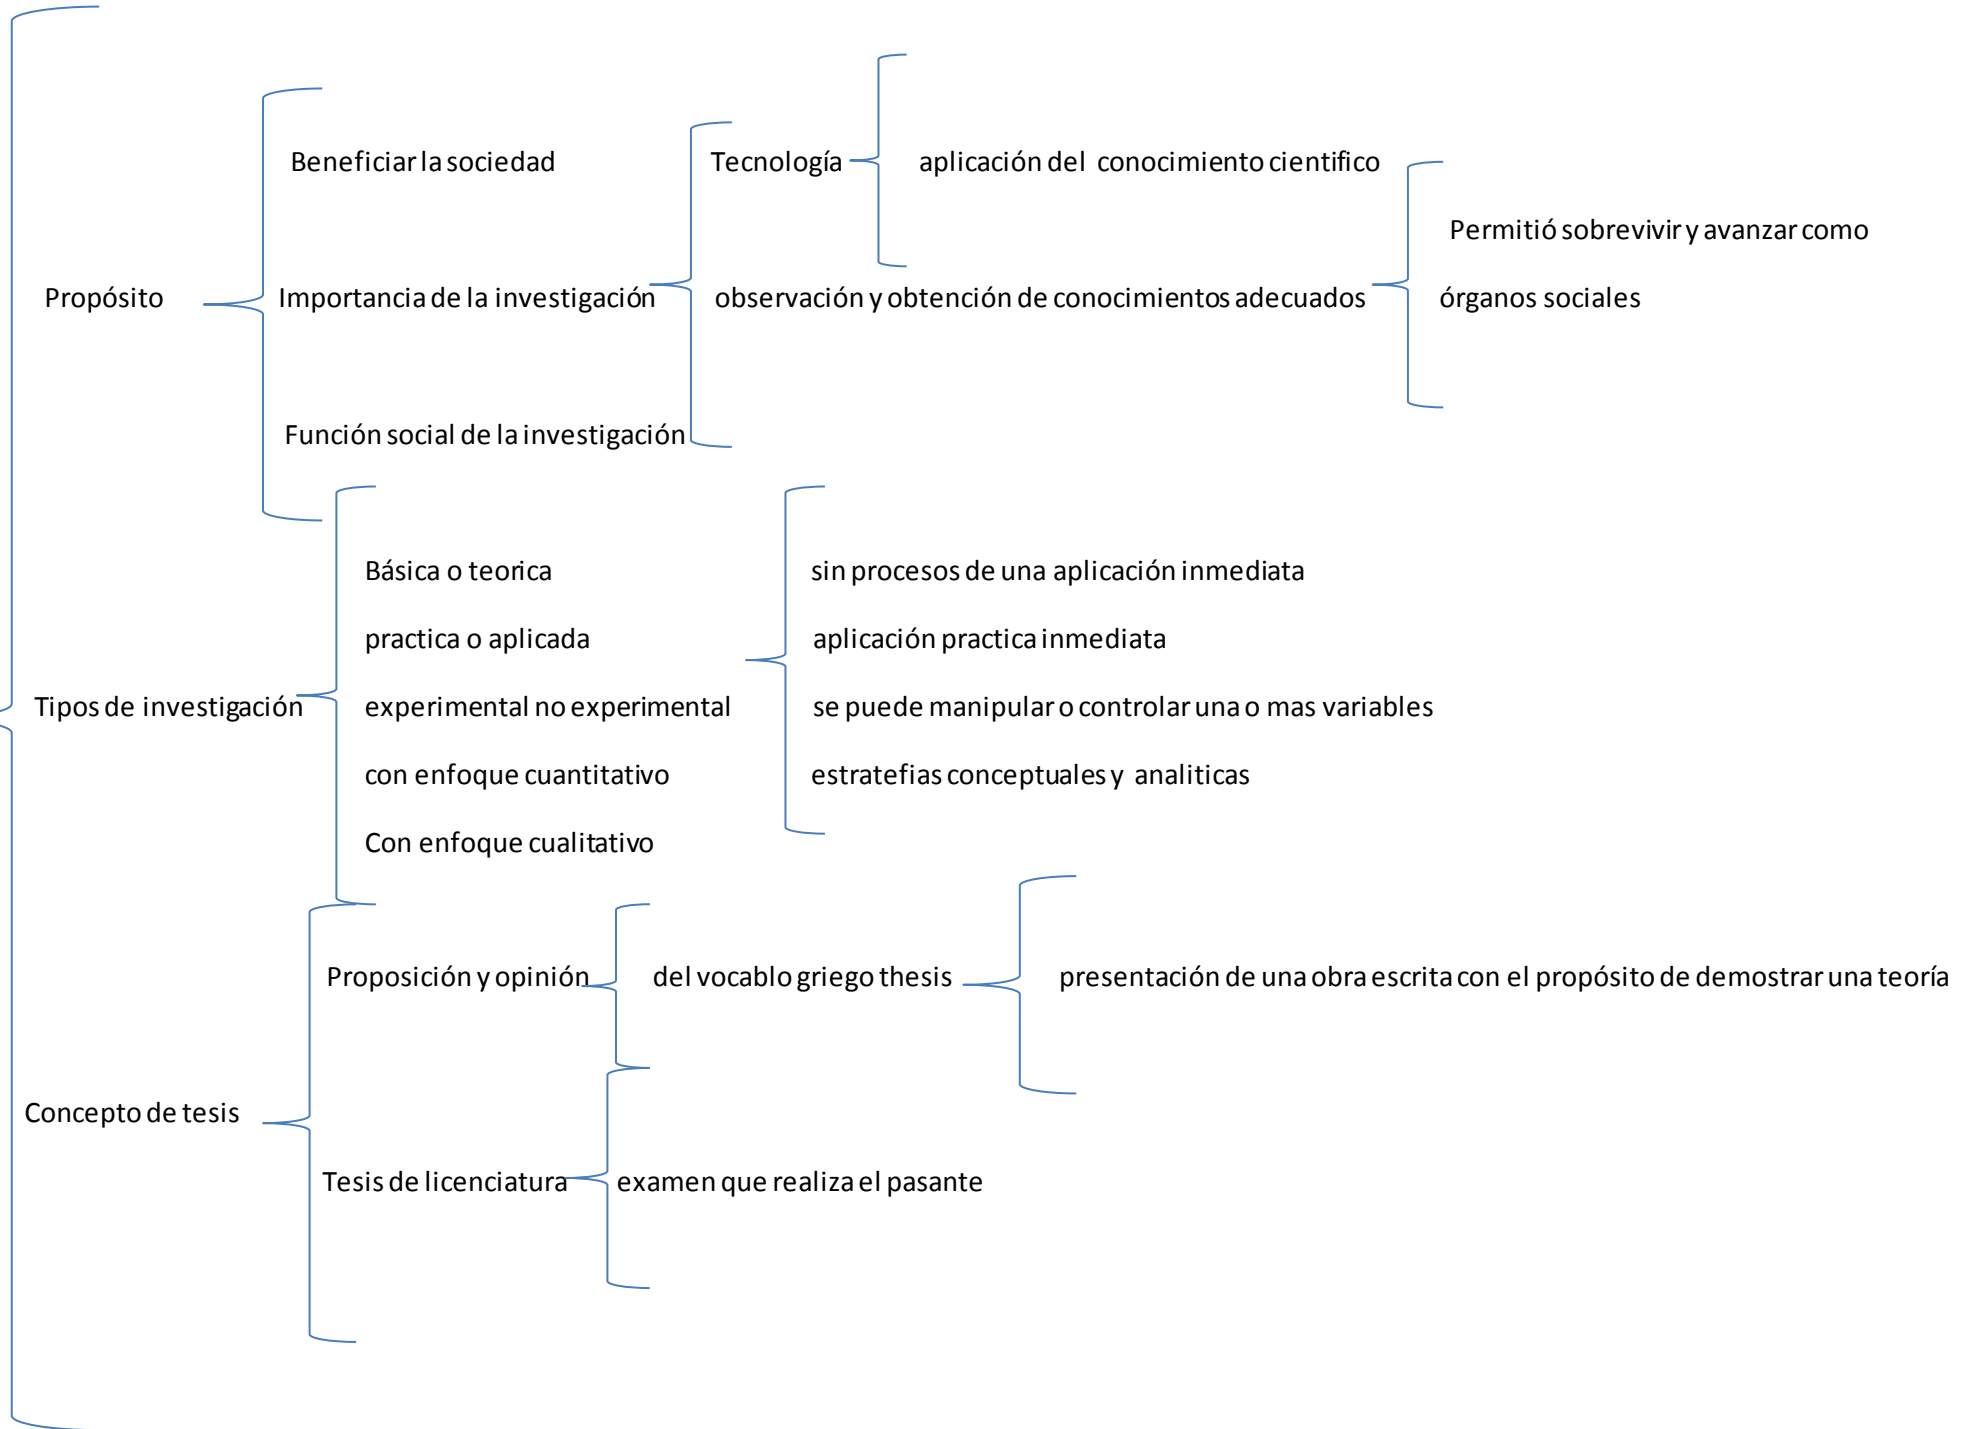 Beneficiar la sociedad
Tecnología
aplicación del conocimiento cientifico
Permitió sobrevivir y avanzar como
Propósito
Importancia de la investigación
observación y obtención de conocimientos adecuados
órganos sociales
Función social de la investigación
Básica o teorica
sin procesos de una aplicación inmediata
practica o aplicada
aplicación practica inmediata
Tipos de investigación
experimental no experimental
se puede manipular o controlar una o mas variables
con enfoque cuantitativo
estratefias conceptuales y analiticas
Con enfoque cualitativo
Proposición y opinión
del vocablo griego thesis
presentación de una obra escrita con el propósito de demostrar una teoría
Concepto de tesis
Tesis de licenciatura
examen que realiza el pasante